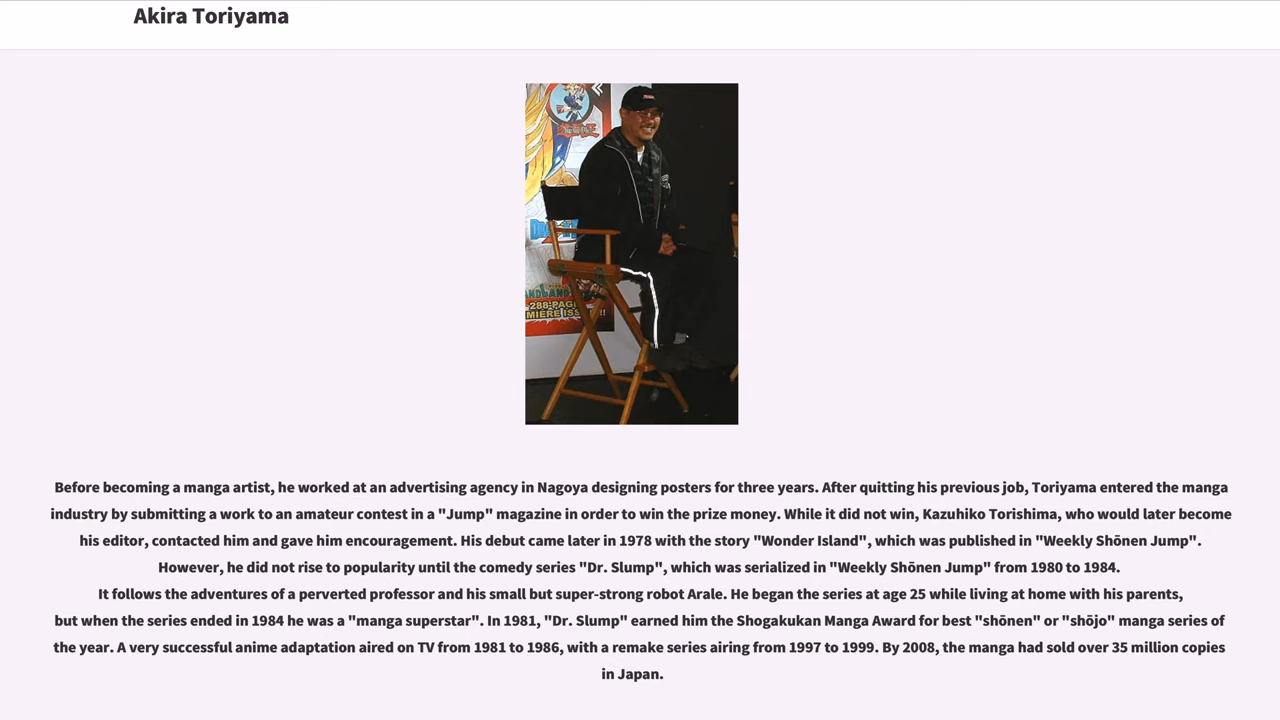 Akira Toriyama
288-PAGE
Before becoming a manga artist, he worked at an advertising agency in Nagoya designing posters for three years. After quitting his previous job, Toriyama entered the manga
industry by submitting a work to an amateur contest in a "Jump" magazine in order to win the prize money. While it did not win, Kazuhiko Torishima, who would later become
his editor, contacted him and gave him encouragement. His debut came later in 1978 with the story "Wonder Island", which was published in "Weekly Shōnen Jump".
However, he did not rise to popularity until the comedy series "Dr. Slump", which was serialized in "Weekly Shōnen Jump" from 1980 to 1984.
It follows the adventures of a perverted professor and his small but super-strong robot Arale. He began the series at age 25 while living at home with his parents,
but when the series ended in 1984 he was a "manga superstar". In 1981, "Dr. Slump" earned him the Shogakukan Manga Award for best "shōnen" or "shōjo" manga series of
the year. A very successful anime adaptation aired on TV from 1981 to 1986, with a remake series airing from 1997 to 1999. By 2008, the manga had sold over 35 million copies
in Japan.